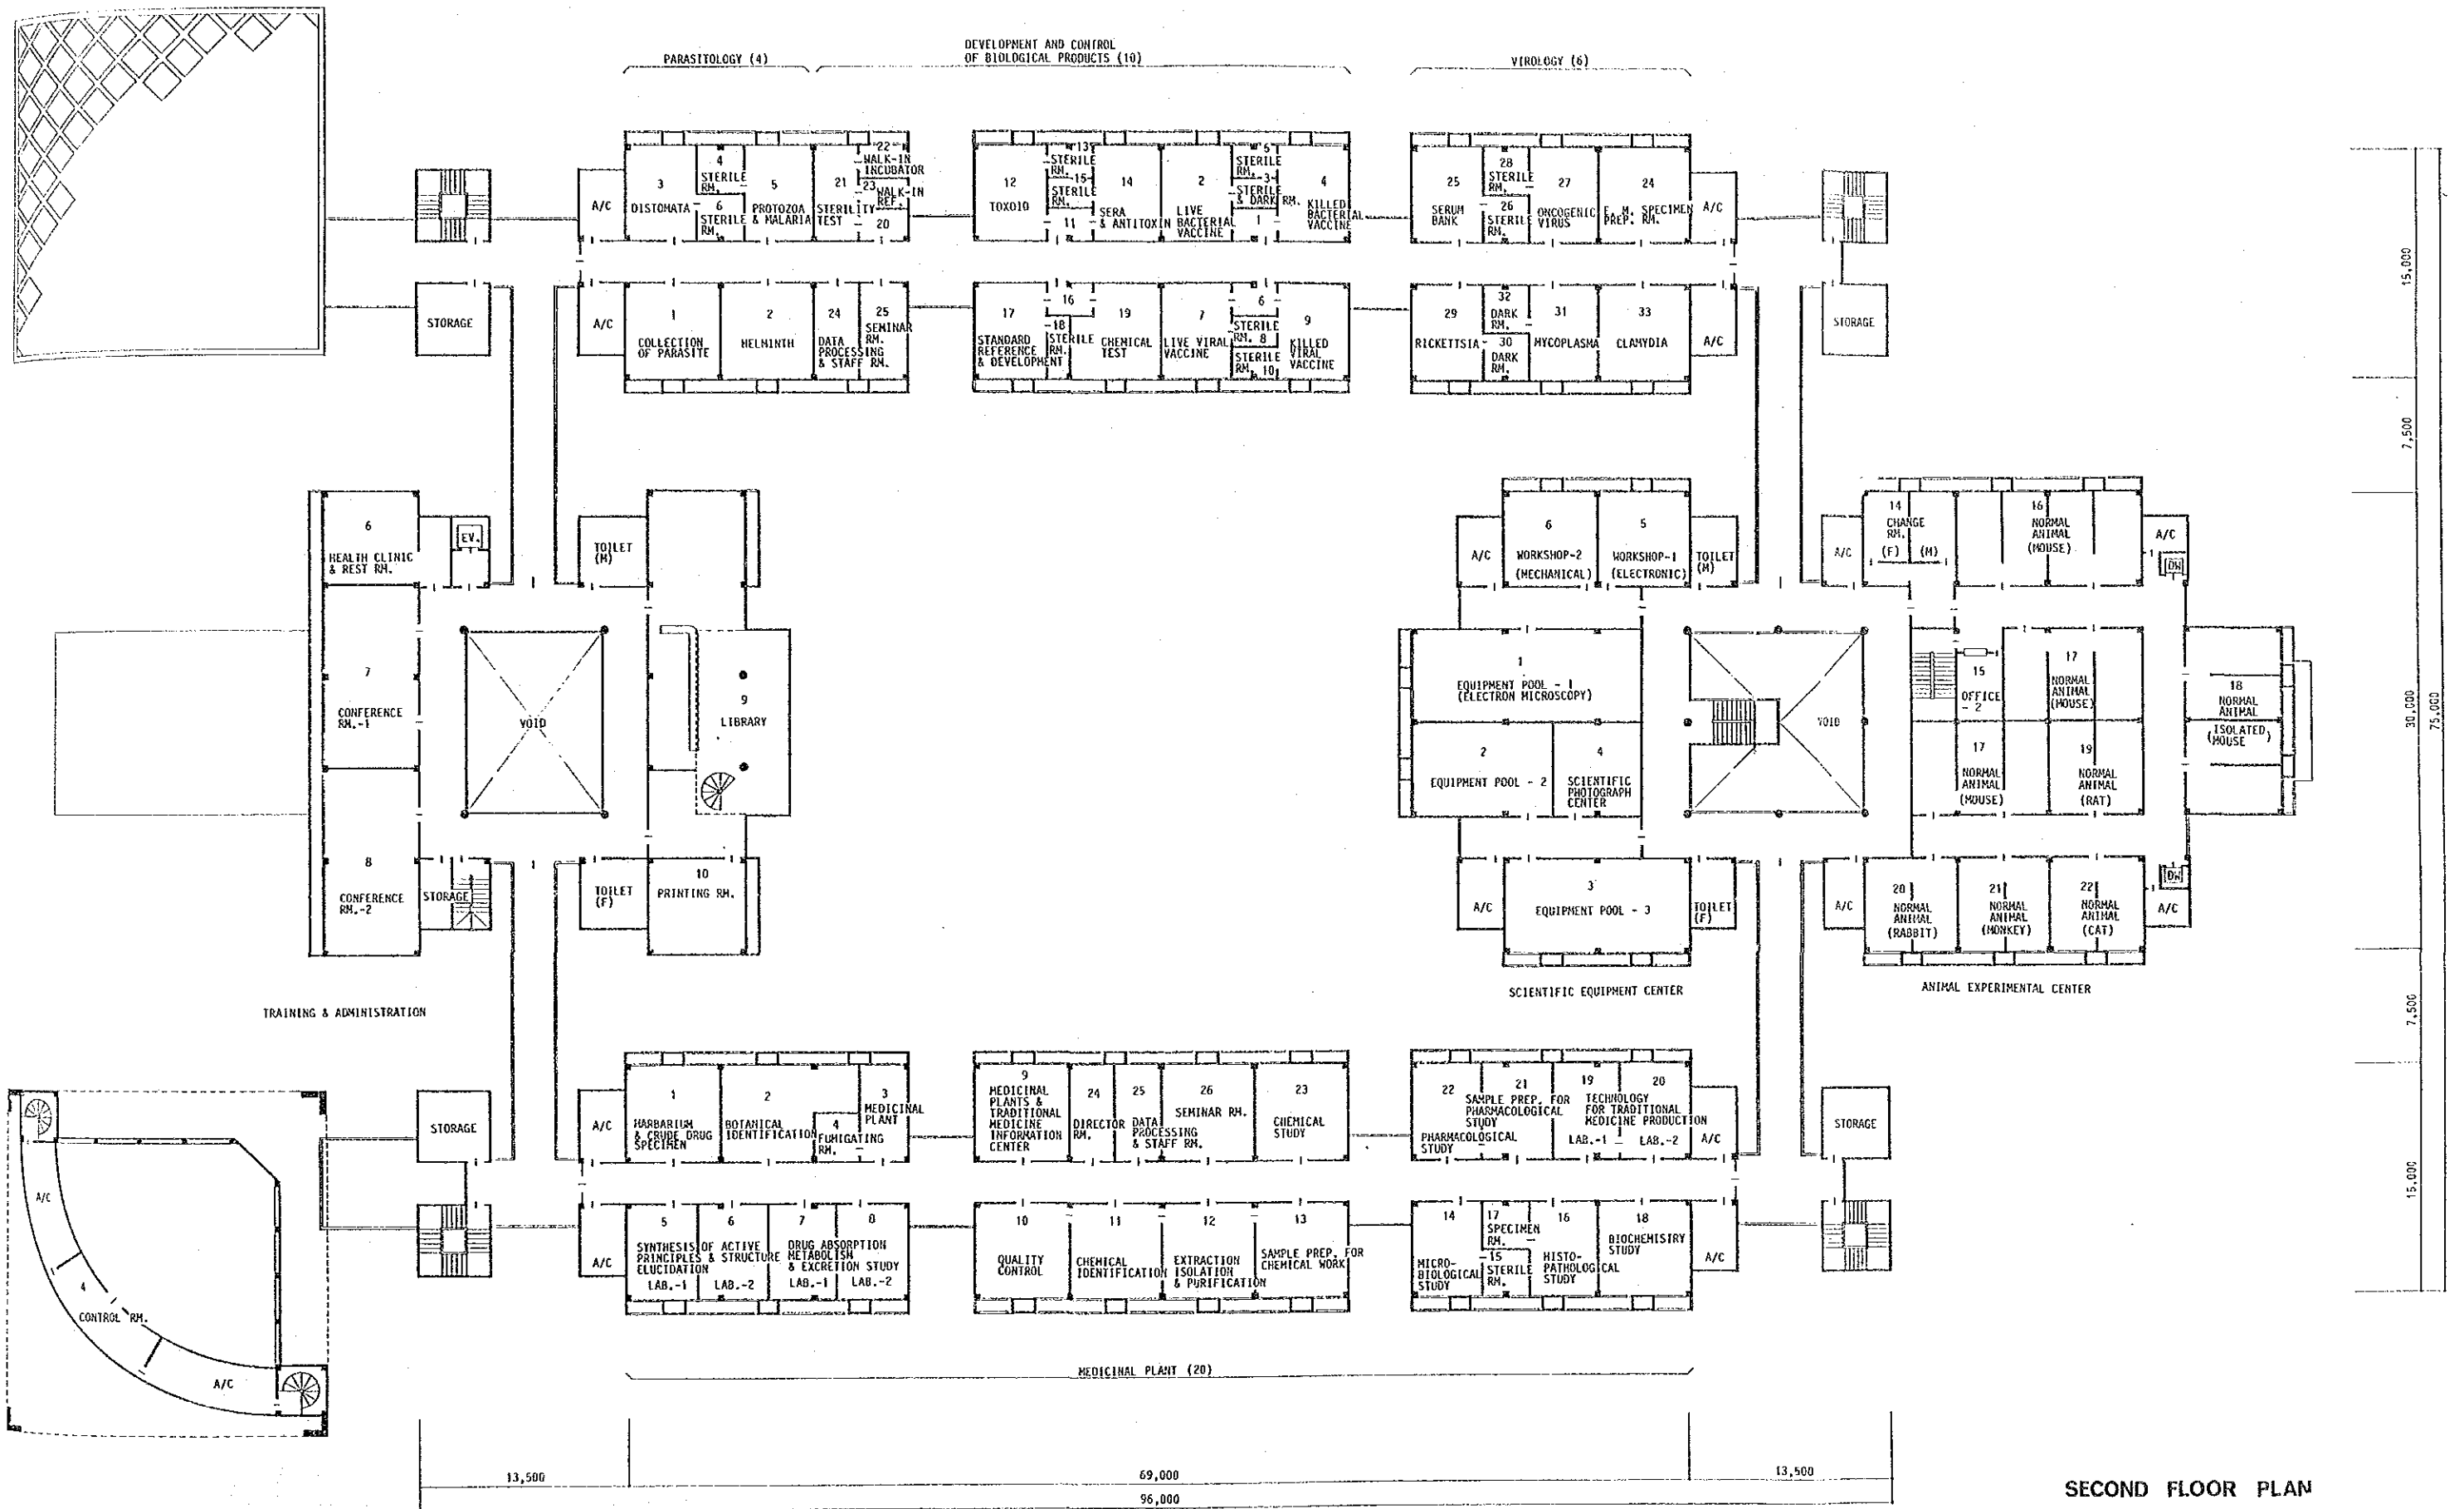 DEVELOPMENT AND CONTROL
OF BIOLOGICAL PRODUCTS (10)
PARASITOLOGY (4)
VIROLOGY (6)
A/C
3
DISTOMATA
4
STERILE
RM.
6
STERILE
RM.
5
PROTOZOA
& MALARIA
21
STERILITY
TEST
22
WALK-IN
INCUBATOR
23
WALK-IN
REF.
20
12
TOXOID
13
STERILE
RM.
15
STERILE
RM.
11
14
SERA
& ANTITOXIN
2
LIVE
BACTERIAL
VACCINE
5
STERILE
RM.
3
STERILE
& DARK RM.
1
4
KILLED
BACTERIAL
VACCINE
25
SERUM
BANK
28
STERILE
RM.
26
STERILE
RM.
27
ONCOGENIC
VIRUS
24
E. M. SPECIMEN
PREP. RM.
A/C
STORAGE
A/C
1
COLLECTION
OF PARASITE
2
HELMINTH
24
DATA
PROCESSING
& STAFF RM.
25
SEMINAR
RM.
17
STANDARD
REFERENCE
& DEVELOPMENT
16
18
STERILE
RM.
19
CHEMICAL
TEST
7
LIVE VIRAL
VACCINE
6
STERILE
RM. 8
STERILE
RM. 10
9
KILLED
VIRAL
VACCINE
29
RICKETTSIA
32
DARK
RM.
30
DARK
RM.
31
MYCOPLASMA
33
CLAMYDIA
A/C
STORAGE
15,000
7,500
30,000
75,000
7,500
15,000
6
HEALTH CLINIC
& REST RM.
EV.
TOILET
(M)
7
CONFERENCE
RM.-1
VOID
9
LIBRARY
8
CONFERENCE
RM.-2
STORAGE
TOILET
(F)
10
PRINTING RM.
TRAINING & ADMINISTRATION
A/C
6
WORKSHOP-2
(MECHANICAL)
5
WORKSHOP-1
(ELECTRONIC)
TOILET
(M)
1
EQUIPMENT POOL - 1
(ELECTRON MICROSCOPY)
2
EQUIPMENT POOL - 2
4
SCIENTIFIC
PHOTOGRAPH
CENTER
VOID
A/C
3
EQUIPMENT POOL - 3
TOILET
(F)
SCIENTIFIC EQUIPMENT CENTER
A/C
14
CHANGE
RM.
(F) (M)
16
NORMAL
ANIMAL
(MOUSE)
A/C
DW
15
OFFICE
- 2
17
NORMAL
ANIMAL
(MOUSE)
18
NORMAL
ANIMAL
(ISOLATED)
MOUSE
17
NORMAL
ANIMAL
(MOUSE)
19
NORMAL
ANIMAL
(RAT)
A/C
20
NORMAL
ANIMAL
(RABBIT)
21
NORMAL
ANIMAL
(MONKEY)
22
NORMAL
ANIMAL
(CAT)
DW
A/C
ANIMAL EXPERIMENTAL CENTER
A/C
4
CONTROL RM.
A/C
STORAGE
A/C
1
HARBARIUM
& CRUDE DRUG
SPECIMEN
2
BOTANICAL
IDENTIFICATION
4
FUMIGATING
RM.
3
MEDICINAL
PLANT
9
MEDICINAL
PLANTS &
TRADITIONAL
MEDICINE
INFORMATION
CENTER
24
DIRECTOR
RM.
25
DATA
PROCESSING
& STAFF RM.
26
SEMINAR RM.
23
CHEMICAL
STUDY
22
PHARMACOLOGICAL
STUDY
21
SAMPLE PREP. FOR
PHARMACOLOGICAL
STUDY
19
20
TECHNOLOGY
FOR TRADITIONAL
MEDICINE PRODUCTION
LAB.-1
LAB.-2
A/C
STORAGE
A/C
5
6
SYNTHESIS OF ACTIVE
PRINCIPLES & STRUCTURE
ELUCIDATION
LAB.-1
LAB.-2
7
8
DRUG ABSORPTION
METABOLISM
& EXCRETION STUDY
LAB.-1
LAB.-2
10
QUALITY
CONTROL
11
CHEMICAL
IDENTIFICATION
12
EXTRACTION
ISOLATION
& PURIFICATION
13
SAMPLE PREP. FOR
CHEMICAL WORK
14
MICRO-
BIOLOGICAL
STUDY
17
SPECIMEN
RM.
15
STERILE
RM.
16
HISTO-
PATHOLOGICAL
STUDY
18
BIOCHEMISTRY
STUDY
A/C
MEDICINAL PLANT (20)
13,500
69,000
13,500
96,000
SECOND FLOOR PLAN